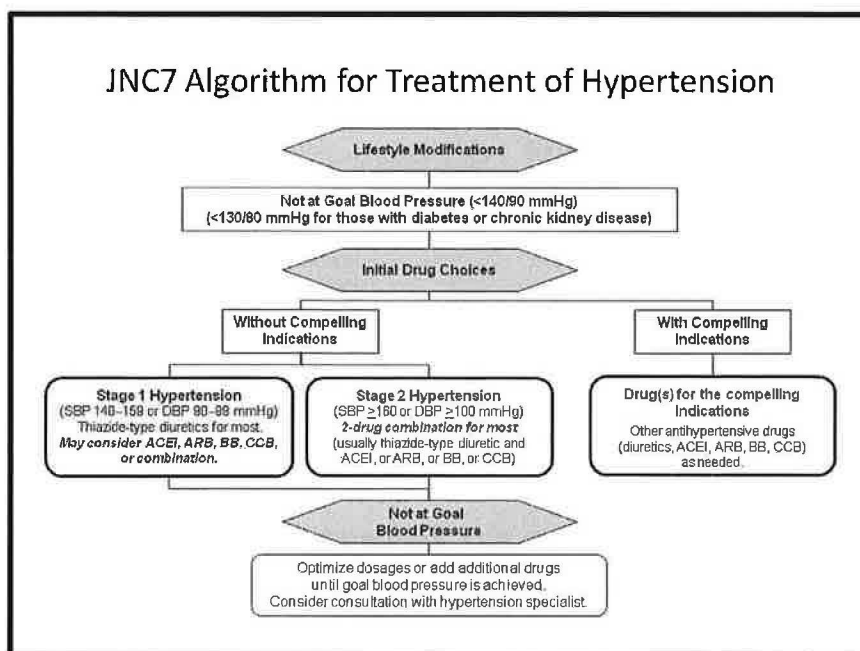 JNC7 Algorithm for Treatment of Hypertension
Lifestyle Modifications
Not at Goal Blood Pressure (<140/90 mmHg)
(<130/80 mmHg for those with diabetes or chronic kidney disease)
Initial Drug Choices
Without Compelling
Indications
With Compelling
Indications
Stage 1 Hypertension
(SBP 140–159 or DBP 90–99 mmHg)
Thiazide-type diuretics for most.
May consider ACEI, ARB, BB, CCB,
or combination.
Stage 2 Hypertension
(SBP ≥160 or DBP ≥100 mmHg)
2-drug combination for most
(usually thiazide-type diuretic and
ACEI, or ARB, or BB, or CCB)
Drug(s) for the compelling
Indications
Other antihypertensive drugs
(diuretics, ACEI, ARB, BB, CCB)
as needed.
Not at Goal
Blood Pressure
Optimize dosages or add additional drugs
until goal blood pressure is achieved.
Consider consultation with hypertension specialist.